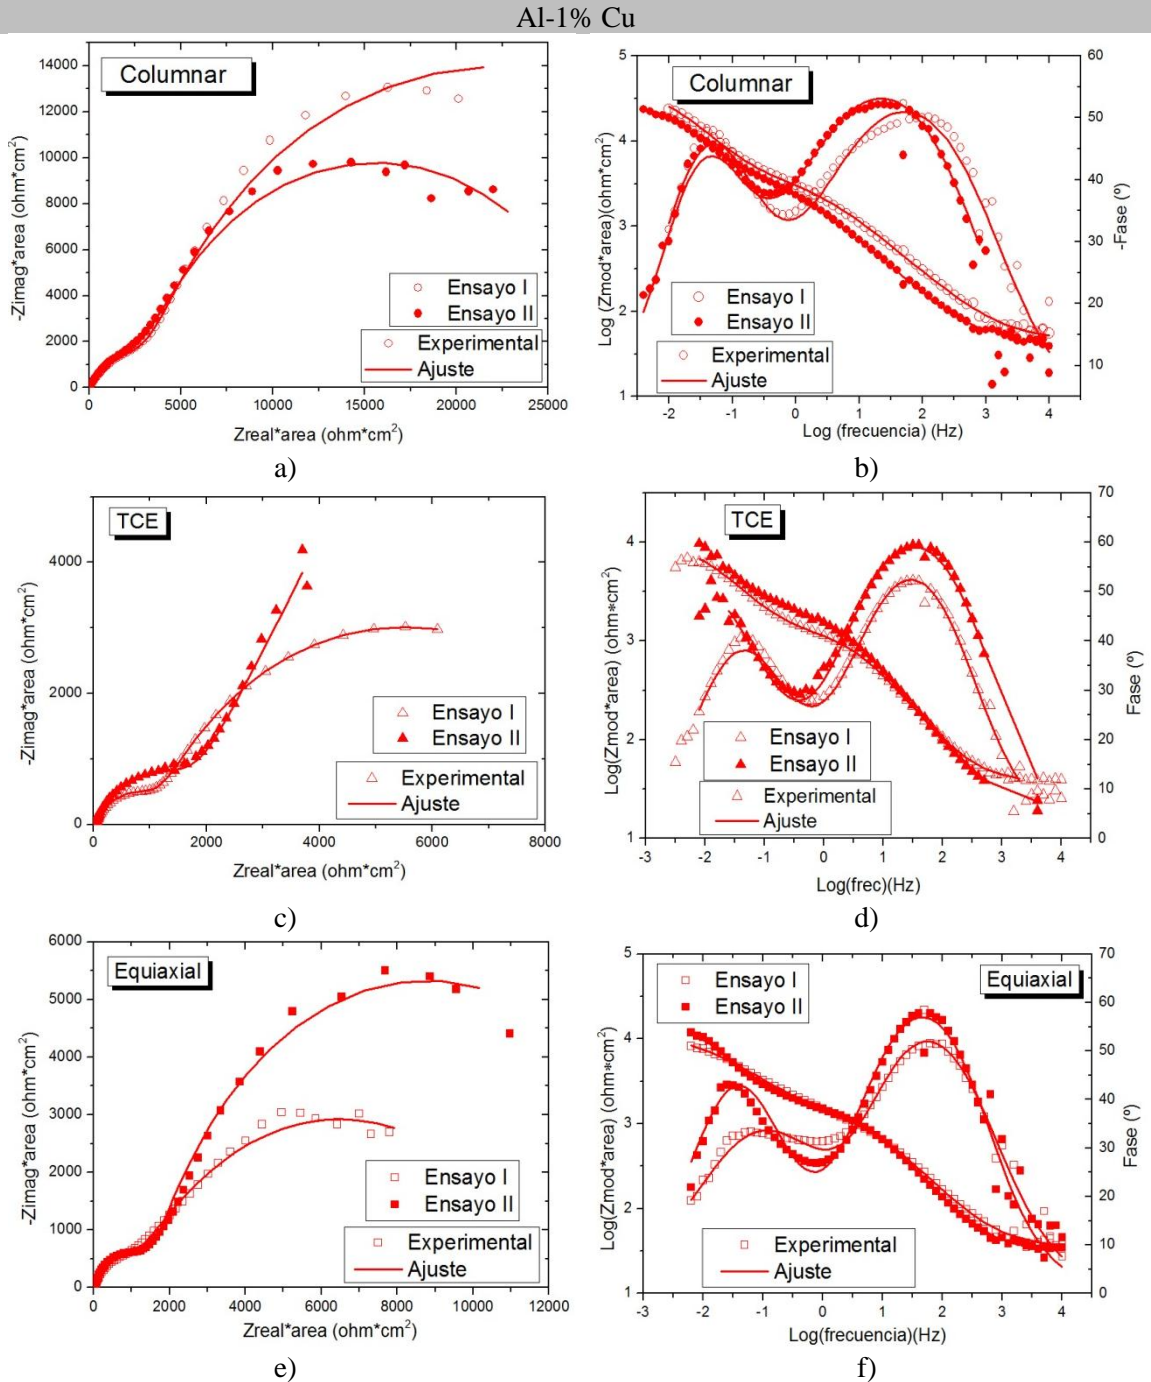 Al-1% Cu
Columnar
-Zimag*area (ohm*cm²)
14000
12000
10000
8000
6000
4000
2000
0
Ensayo I
Ensayo II
Experimental
Ajuste
0 5000 10000 15000 20000 25000
Zreal*area (ohm*cm²)
a)
Columnar
Log (Zmod*area)(ohm*cm²)
5
4
3
2
1
-Fase (º)
60
50
40
30
20
10
Ensayo I
Ensayo II
Experimental
Ajuste
-2 -1 0 1 2 3 4
Log (frecuencia) (Hz)
b)
TCE
-Zimag*area (ohm*cm²)
4000
2000
0
Ensayo I
Ensayo II
Experimental
Ajuste
0 2000 4000 6000 8000
Zreal*area (ohm*cm²)
c)
TCE
Log(Zmod*area) (ohm*cm²)
4
3
2
1
Fase (º)
70
60
50
40
30
20
10
0
Ensayo I
Ensayo II
Experimental
Ajuste
-3 -2 -1 0 1 2 3 4
Log(frec)(Hz)
d)
Equiaxial
-Zimag*area (ohm*cm²)
6000
5000
4000
3000
2000
1000
0
Ensayo I
Ensayo II
Experimental
Ajuste
0 2000 4000 6000 8000 10000 12000
Zreal*area (ohm*cm²)
e)
Ensayo I
Ensayo II
Equiaxial
Log(Zmod*area) (ohm*cm²)
5
4
3
2
1
Fase (º)
70
60
50
40
30
20
10
0
Experimental
Ajuste
-3 -2 -1 0 1 2 3 4
Log(frecuencia)(Hz)
f)